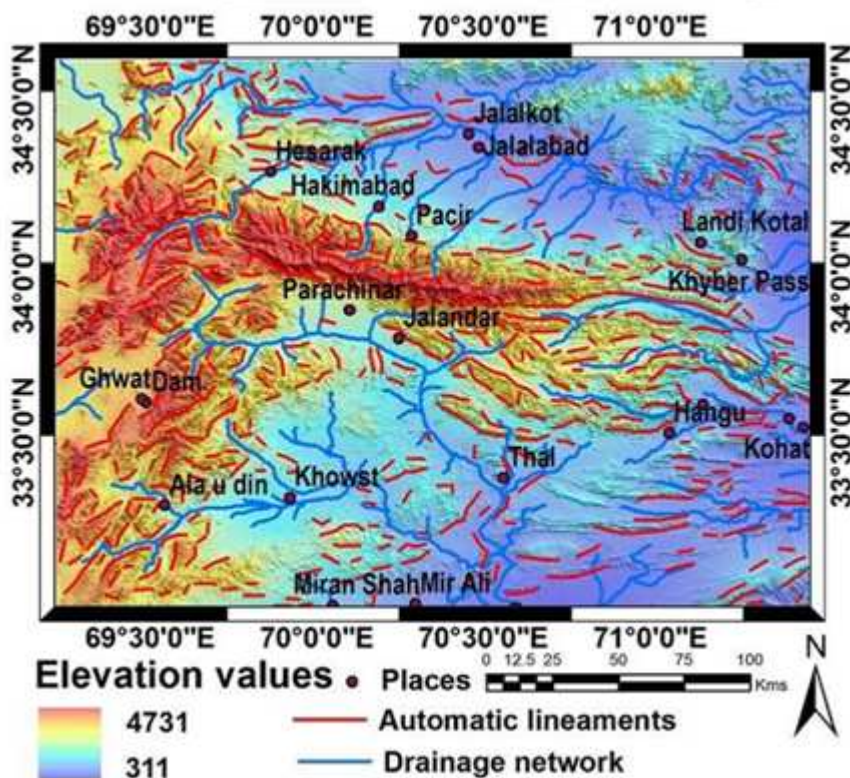 69°30'0"E 70°0'0"E 70°30'0"E 71°0'0"E
34°30'0"N
34°0'0"N
33°30'0"N
34°30'0"N
34°0'0"N
33°30'0"N
Jalalkot
Jalalabad
Hesarak
Hakimabad
Pacir
Landi Kotal
Khyber Pass
Parachinar
Jalandar
Ghwat Dam
Hangu
Kohat
Thal
Khowst
Ala u din
Miran Shah Mir Ali
69°30'0"E 70°0'0"E 70°30'0"E 71°0'0"E
N
Elevation values
Places
0 12.5 25 50 75 100
Kms
4731
Automatic lineaments
311
Drainage network